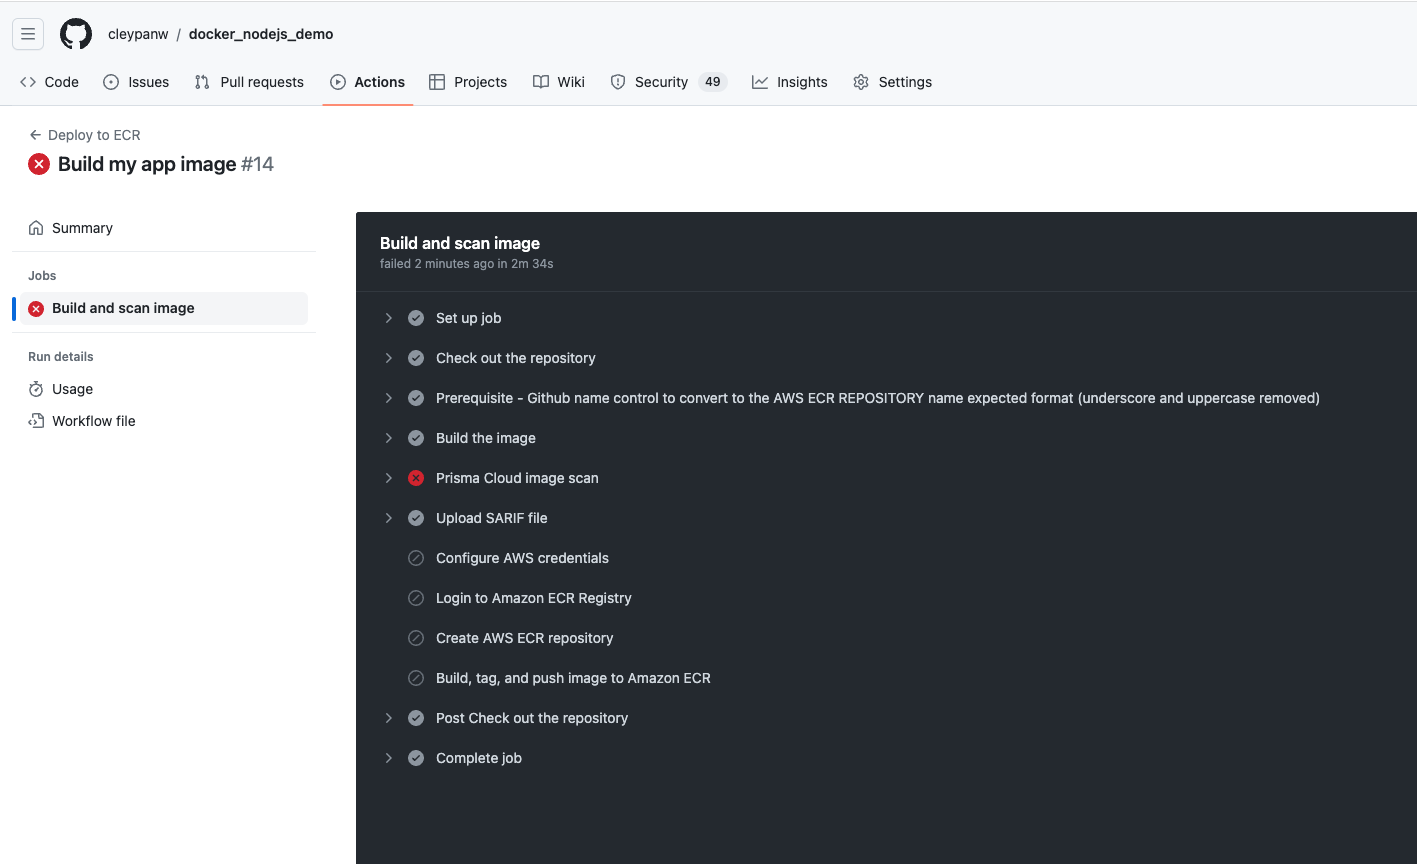 cleypanw / docker_nodejs_demo
Code Issues Pull requests Actions Projects Wiki Security 49 Insights Settings
Deploy to ECR
Build my app image #14
Summary
Jobs
Build and scan image
Run details
Usage
Workflow file
Build and scan image
failed 2 minutes ago in 2m 34s
Set up job
Check out the repository
Prerequisite - Github name control to convert to the AWS ECR REPOSITORY name expected format (underscore and uppercase removed)
Build the image
Prisma Cloud image scan
Upload SARIF file
Configure AWS credentials
Login to Amazon ECR Registry
Create AWS ECR repository
Build, tag, and push image to Amazon ECR
Post Check out the repository
Complete job